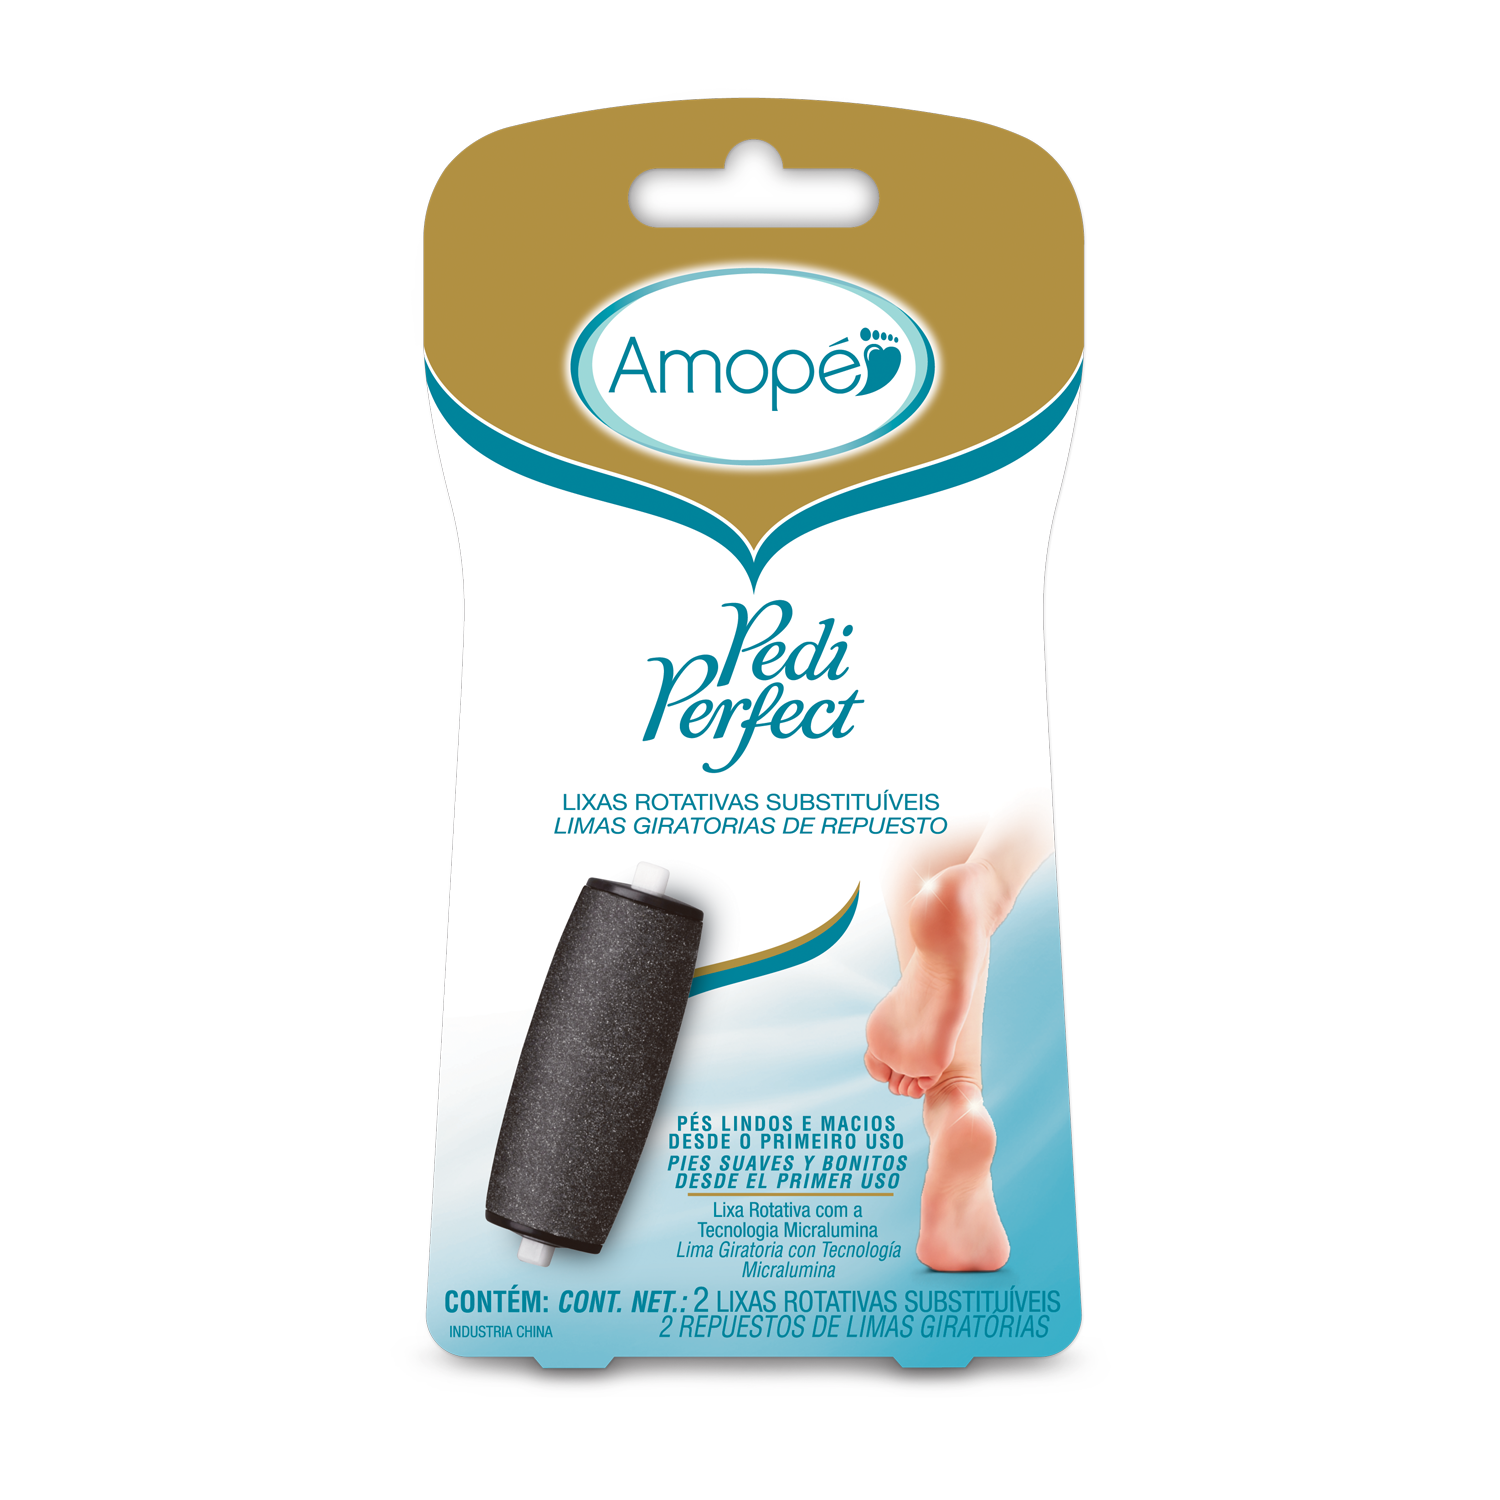 Amopé
Pedi
Perfect
LIXAS ROTATIVAS SUBSTITUÍVEIS
LIMAS GIRATORIAS DE REPUESTO
PÉS LINDOS E MACIOS
DESDE O PRIMEIRO USO
PIES SUAVES Y BONITOS
DESDE EL PRIMER USO
Lixa Rotativa com a
Tecnologia Micralumina
Lima Giratoria con Tecnología
Micralumina
CONTÉM: CONT. NET.: 2 LIXAS ROTATIVAS SUBSTITUÍVEIS
2 REPUESTOS DE LIMAS GIRATORIAS
INDUSTRIA CHINA